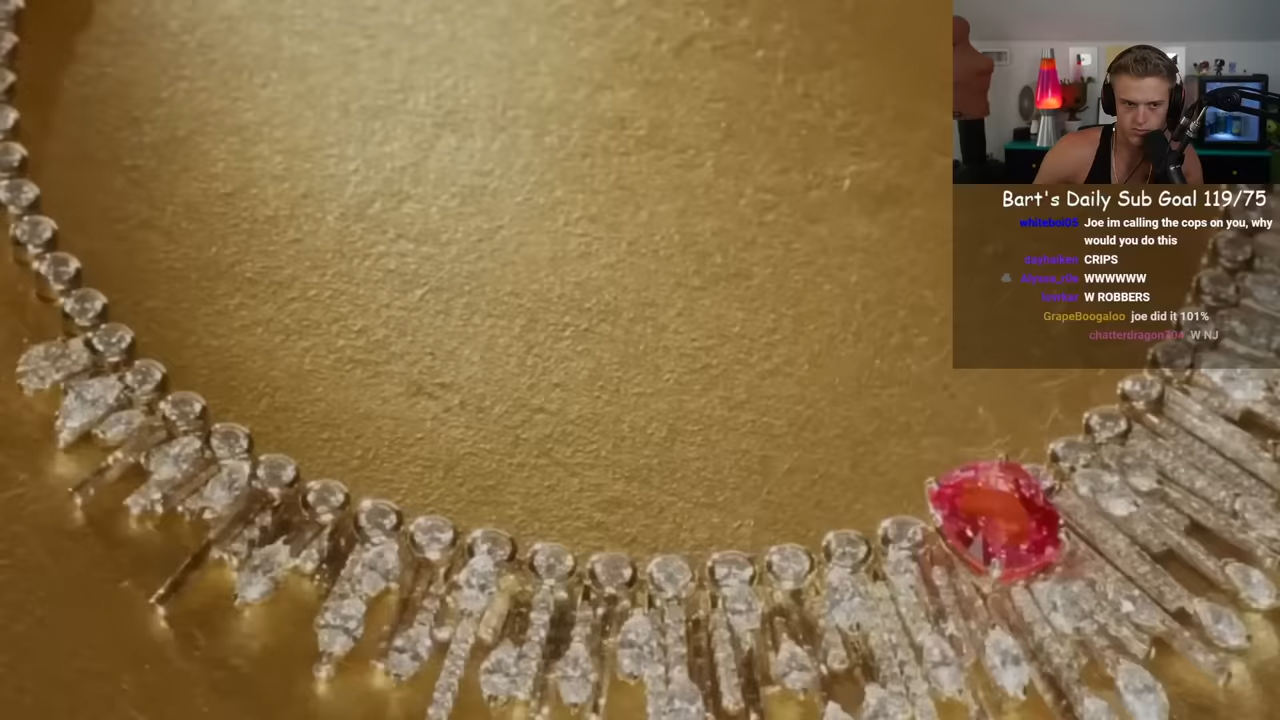 Bart's Daily Sub Goal 119/75
whiteboi05 Joe im calling the cops on you, why
would you do this
CRIPS
WWWWWW
W ROBBERS
GrapeBoogaloo joe did it 101%
W NJ